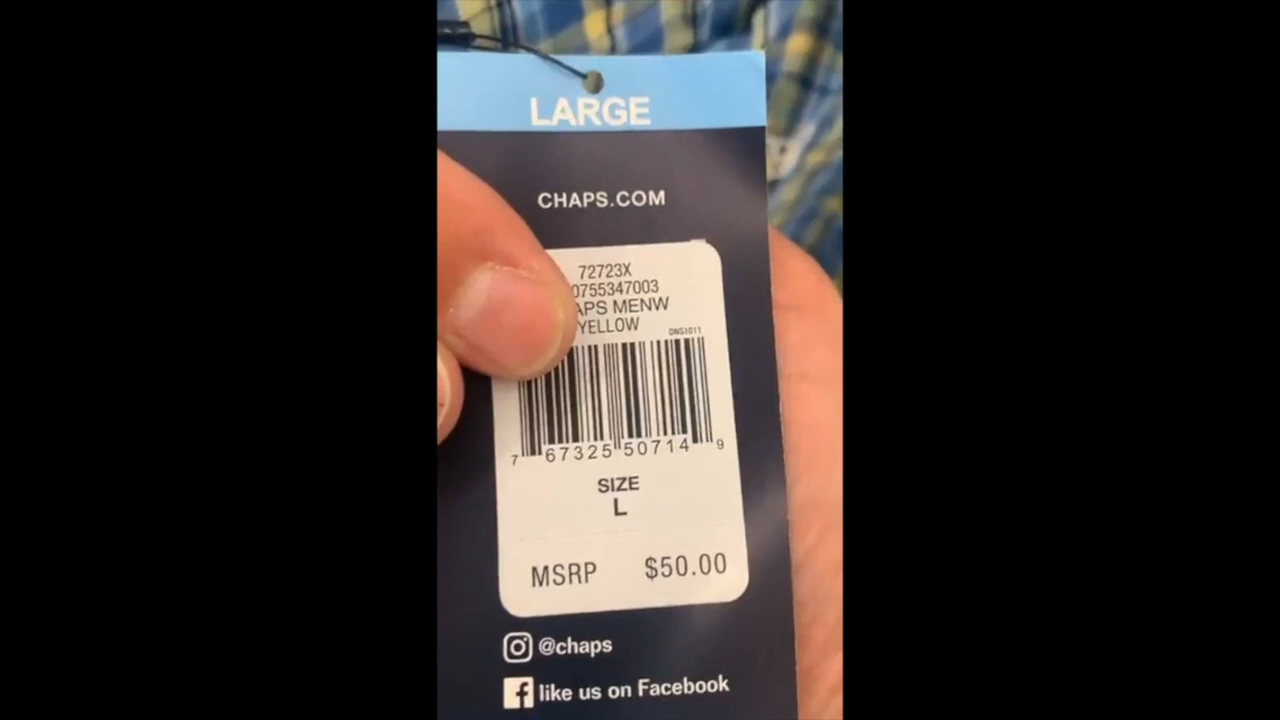 LARGE
CHAPS.COM
72723X
0755347003
APS MENW
YELLOW
DNS1011
7 67325 50714 9
SIZE
L
MSRP $50.00
@chaps
like us on Facebook